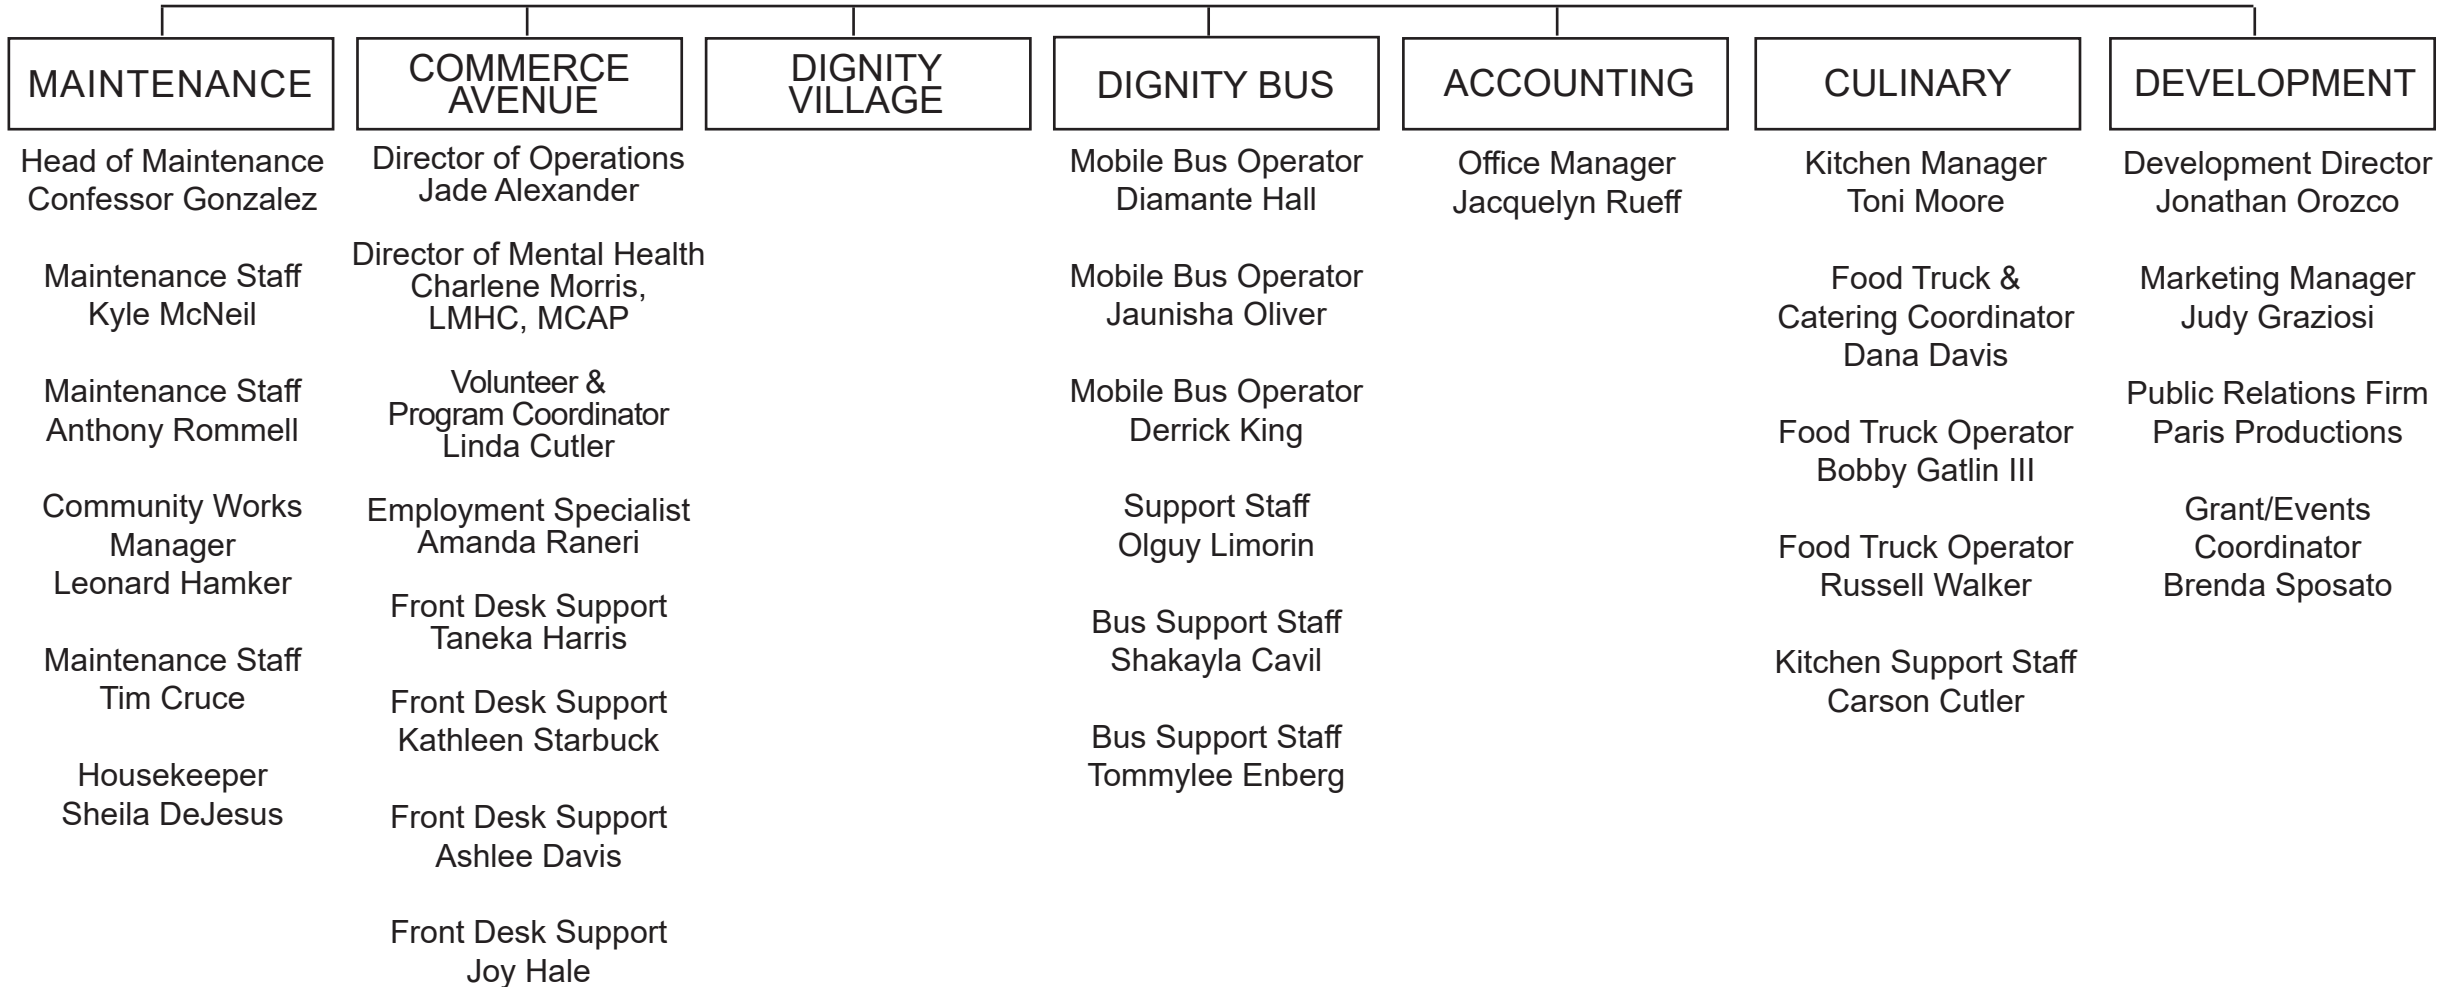 MAINTENANCE
Head of Maintenance
Confessor Gonzalez
Maintenance Staff
Kyle McNeil
Maintenance Staff
Anthony Rommell
Community Works
Manager
Leonard Hamker
Maintenance Staff
Tim Cruce
Housekeeper
Sheila DeJesus
COMMERCE
AVENUE
Director of Operations
Jade Alexander
Director of Mental Health
Charlene Morris,
LMHC, MCAP
Volunteer &
Program Coordinator
Linda Cutler
Employment Specialist
Amanda Raneri
Front Desk Support
Taneka Harris
Front Desk Support
Kathleen Starbuck
Front Desk Support
Ashlee Davis
Front Desk Support
Joy Hale
DIGNITY
VILLAGE
DIGNITY BUS
Mobile Bus Operator
Diamante Hall
Mobile Bus Operator
Jaunisha Oliver
Mobile Bus Operator
Derrick King
Support Staff
Olguy Limorin
Bus Support Staff
Shakayla Cavil
Bus Support Staff
Tommylee Enberg
ACCOUNTING
Office Manager
Jacquelyn Rueff
CULINARY
Kitchen Manager
Toni Moore
Food Truck &
Catering Coordinator
Dana Davis
Food Truck Operator
Bobby Gatlin III
Food Truck Operator
Russell Walker
Kitchen Support Staff
Carson Cutler
DEVELOPMENT
Development Director
Jonathan Orozco
Marketing Manager
Judy Graziosi
Public Relations Firm
Paris Productions
Grant/Events
Coordinator
Brenda Sposato